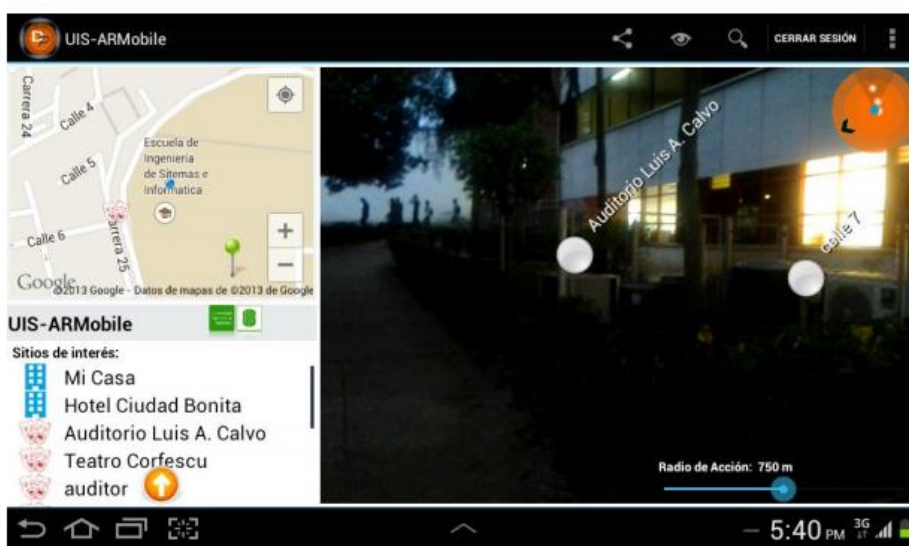 UIS-ARMobile
CERRAR SESIÓN
Carrera 24
Calle 4
Calle 5
Calle 6
Carrera 25
Escuela de
Ingenieria
de Sitemas e
Informatica
Google
©2013 Google - Datos de mapas de ©2013 de Google
UIS-ARMobile
Sitios de interés:
Mi Casa
Hotel Ciudad Bonita
Auditorio Luis A. Calvo
Teatro Corfescu
auditor
Auditorio Luis A. Calvo
calle 7
Radio de Acción: 750 m
5:40 PM
3G